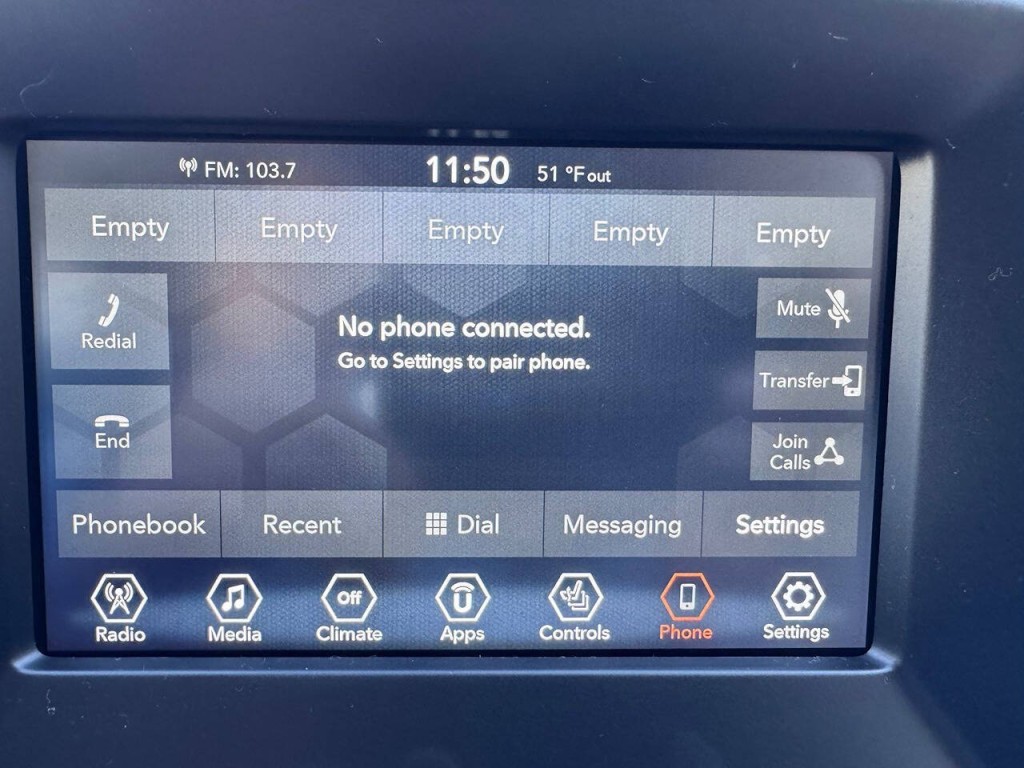 FM: 103.7 11:50 51 °F out
Empty Empty Empty Empty Empty
Redial
No phone connected.
Go to Settings to pair phone.
Mute
Transfer
End
Join
Calls
Phonebook Recent Dial Messaging Settings
Off
Radio Media Climate Apps Controls Phone Settings